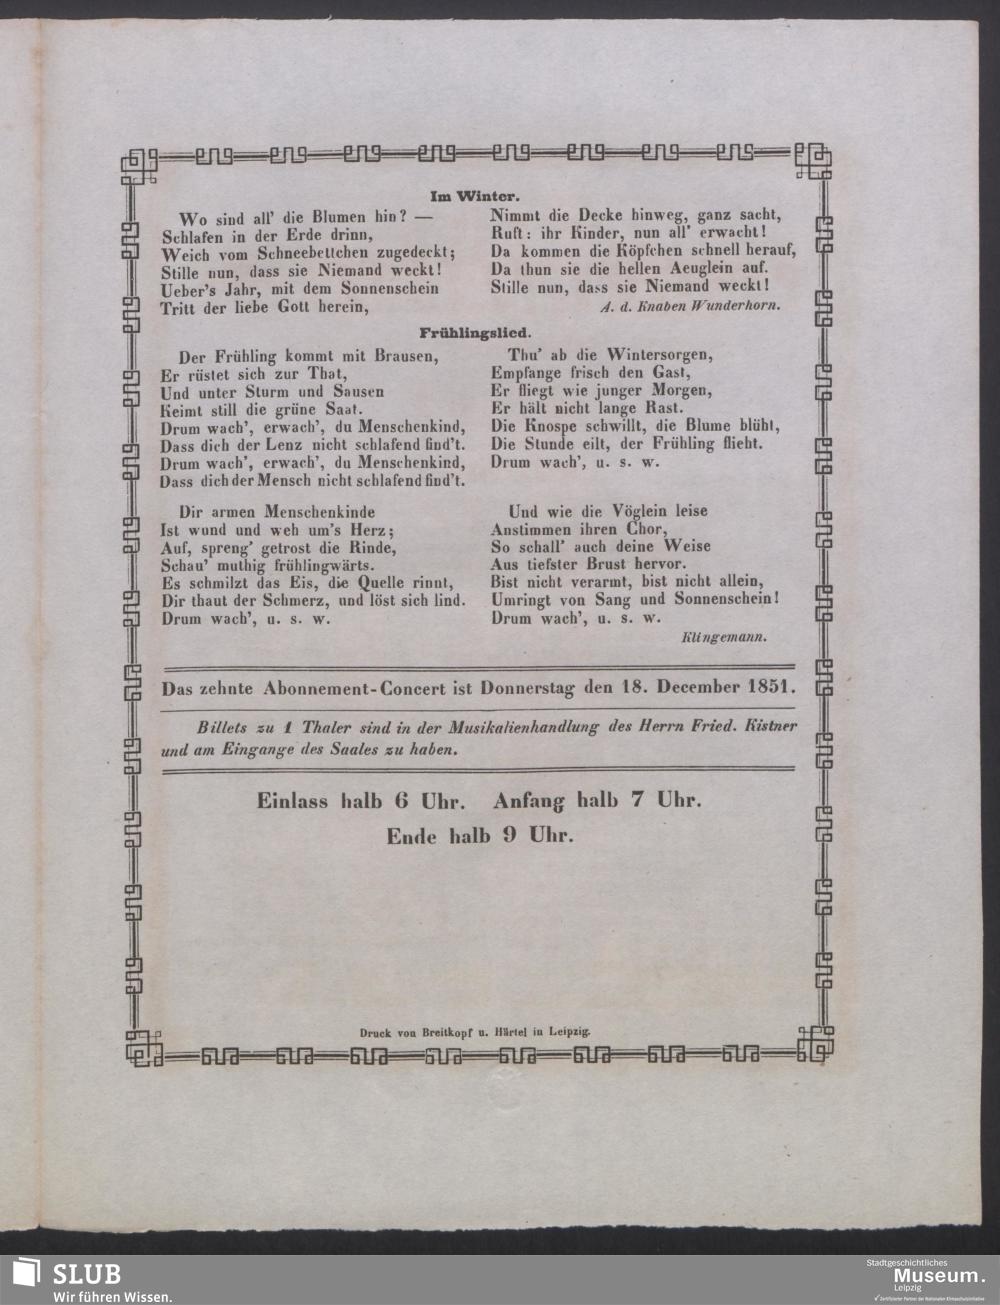 Im Winter.
Wo sind all' die Blumen hin? —
Schlafen in der Erde drinn,
Weich vom Schneebettchen zugedeckt;
Stille nun, dass sie Niemand weckt!
Ueber's Jahr, mit dem Sonnenschein
Tritt der liebe Gott herein,
Nimmt die Decke hinweg, ganz sacht,
Ruft: ihr Kinder, nun all' erwacht!
Da kommen die Köpfchen schnell herauf,
Da thun sie die hellen Aeuglein auf.
Stille nun, dass sie Niemand weckt!
A. d. Knaben Wunderhorn.
Frühlingslied.
Der Frühling kommt mit Brausen,
Er rüstet sich zur That,
Und unter Sturm und Sausen
Keimt still die grüne Saat.
Drum wach', erwach', du Menschenkind,
Dass dich der Lenz nicht schlafend find't.
Drum wach', erwach', du Menschenkind,
Dass dich der Mensch nicht schlafend find't.
Thu' ab die Wintersorgen,
Empfange frisch den Gast,
Er fliegt wie junger Morgen,
Er hält nicht lange Rast.
Die Knospe schwillt, die Blume blüht,
Die Stunde eilt, der Frühling flieht.
Drum wach', u. s. w.
Dir armen Menschenkinde
Ist wund und weh um's Herz;
Auf, spreng' getrost die Rinde,
Schau' muthig frühlingwärts.
Es schmilzt das Eis, die Quelle rinnt,
Dir thaut der Schmerz, und löst sich lind.
Drum wach', u. s. w.
Und wie die Vöglein leise
Anstimmen ihren Chor,
So schall' auch deine Weise
Aus tiefster Brust hervor.
Bist nicht verarmt, bist nicht allein,
Umringt von Sang und Sonnenschein!
Drum wach', u. s. w.
Klingemann.
Das zehnte Abonnement-Concert ist Donnerstag den 18. December 1851.
Billets zu 1 Thaler sind in der Musikalienhandlung des Herrn Fried. Kistner
und am Eingange des Saales zu haben.
Einlass halb 6 Uhr. Anfang halb 7 Uhr.
Ende halb 9 Uhr.
Druck von Breitkopf u. Härtel in Leipzig.
SLUB
Wir führen Wissen.
Stadtgeschichtliches
Museum.
Leipzig
Zertifizierter Partner der Nationalen Klimaschutzinitiative